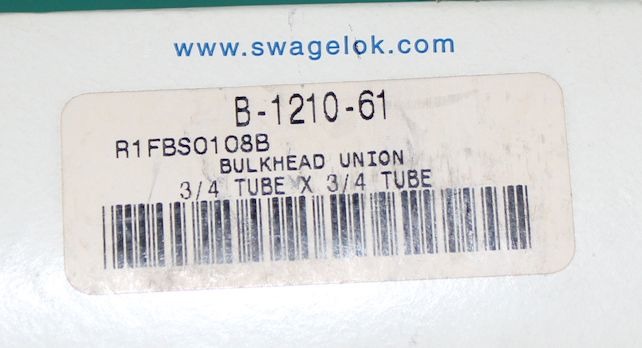 www.swagelok.com
B-1210-61
R1FBS0108B
BULKHEAD UNION
3/4 TUBE X 3/4 TUBE